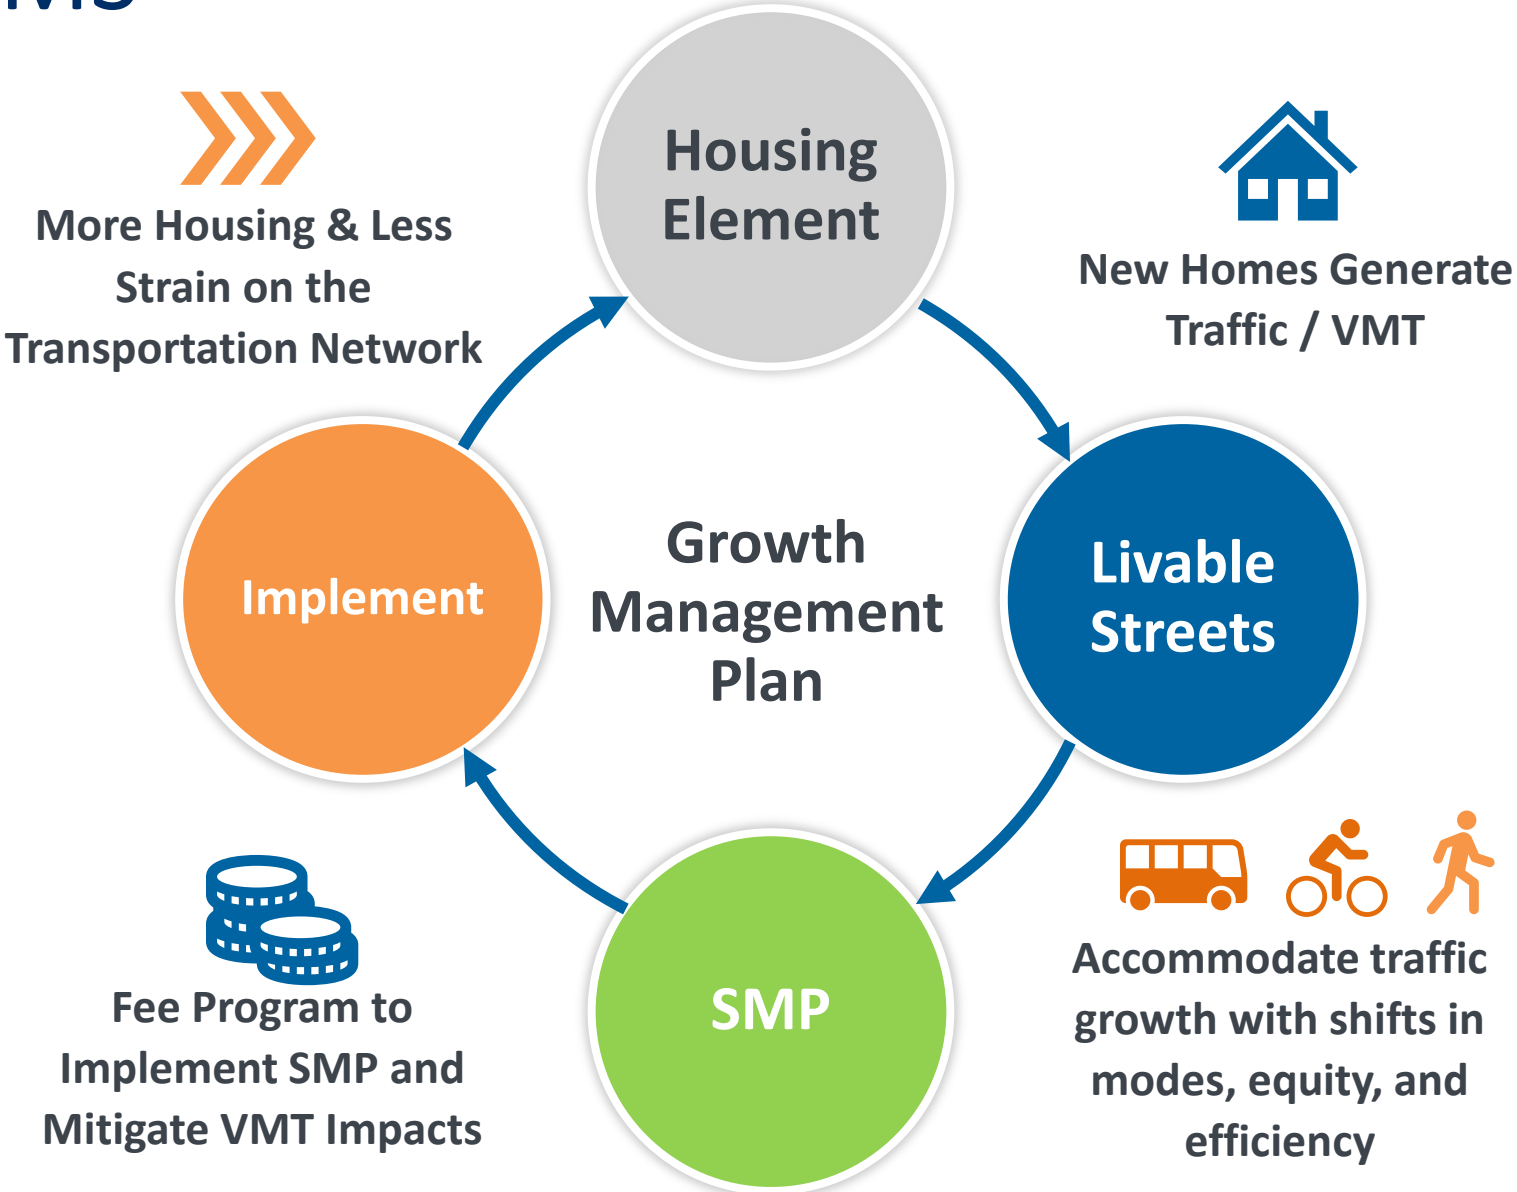 Housing
Element
More Housing & Less
Strain on the
Transportation Network
New Homes Generate
Traffic / VMT
Implement
Growth
Management
Plan
Livable
Streets
Fee Program to
Implement SMP and
Mitigate VMT Impacts
SMP
Accommodate traffic
growth with shifts in
modes, equity, and
efficiency